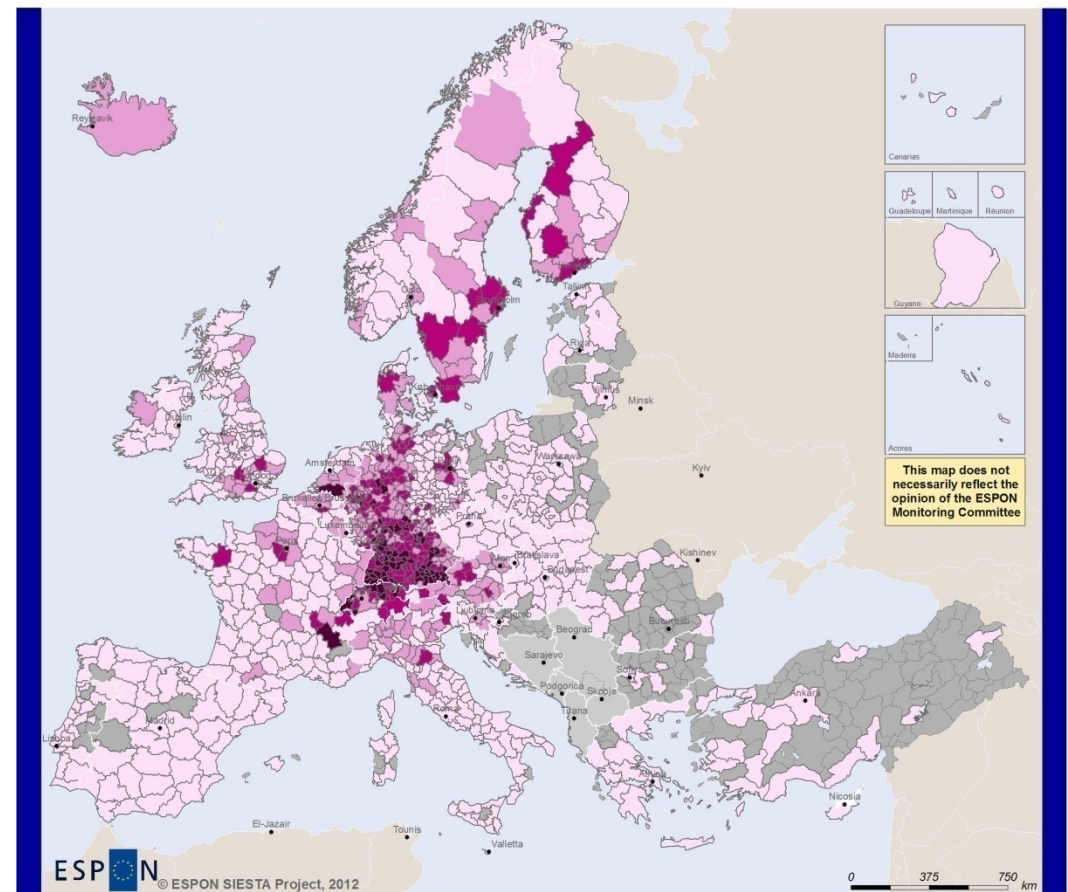 Canarias
Reykjavik
Guadeloupe
Martinique
Réunion
Guyane
Oslo
Tallinn
Stockholm
Madeira
Riga
København
Dublin
Vilnius
Minsk
Acores
Amsterdam
Warszawa
This map does not
necessarily reflect the
opinion of the ESPON
Monitoring Committee
Kyiv
Bruxelles/Brussel
Luxembourg
Praha
Paris
Kishinev
Wien
Bratislava
Budapest
Ljubljana
Zagreb
Bucuresti
Beograd
Sarajevo
Sofiya
Podgorica
Skopje
Ankara
Madrid
Roma
Tirana
Lisboa
Athina
Nicosia
El-Jazair
Tounis
Valletta
ESPON
© ESPON SIESTA Project, 2012
0 375 750
km